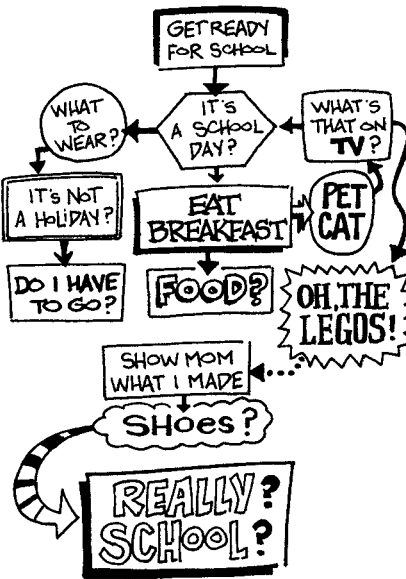 GET READY
FOR SCHOOL
WHAT
TO
WEAR?
IT'S
A SCHOOL
DAY?
WHAT'S
THAT ON
TV?
IT'S NOT
A HOLIDAY?
EAT
BREAKFAST
PET
CAT
DO I HAVE
TO GO?
FOOD?
OH, THE
LEGOS!
SHOW MOM
WHAT I MADE
SHOES?
REALLY?
SCHOOL?